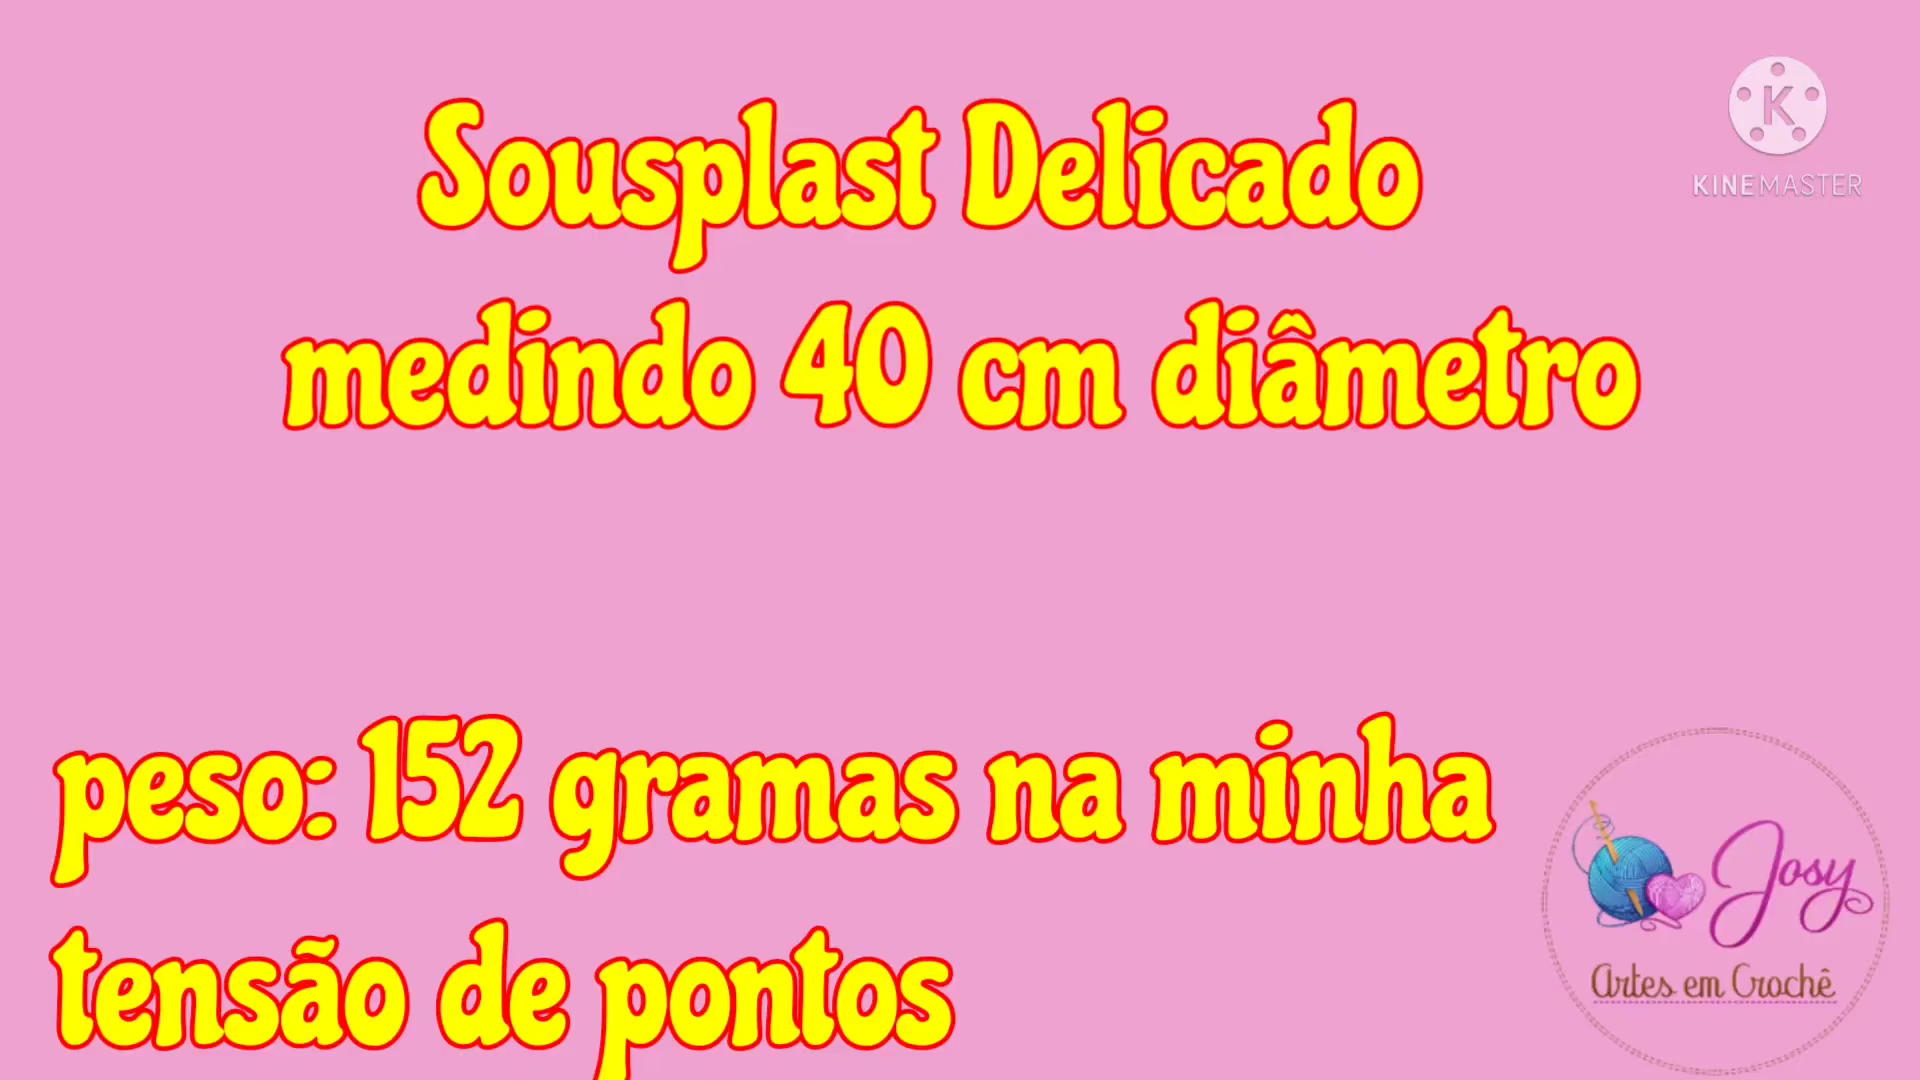 Sousplast Delicado
KINEMASTER
medindo 40 cm diâmetro
peso: 152 gramas na minha
tensão de pontos
Josy
Artes em Crochê